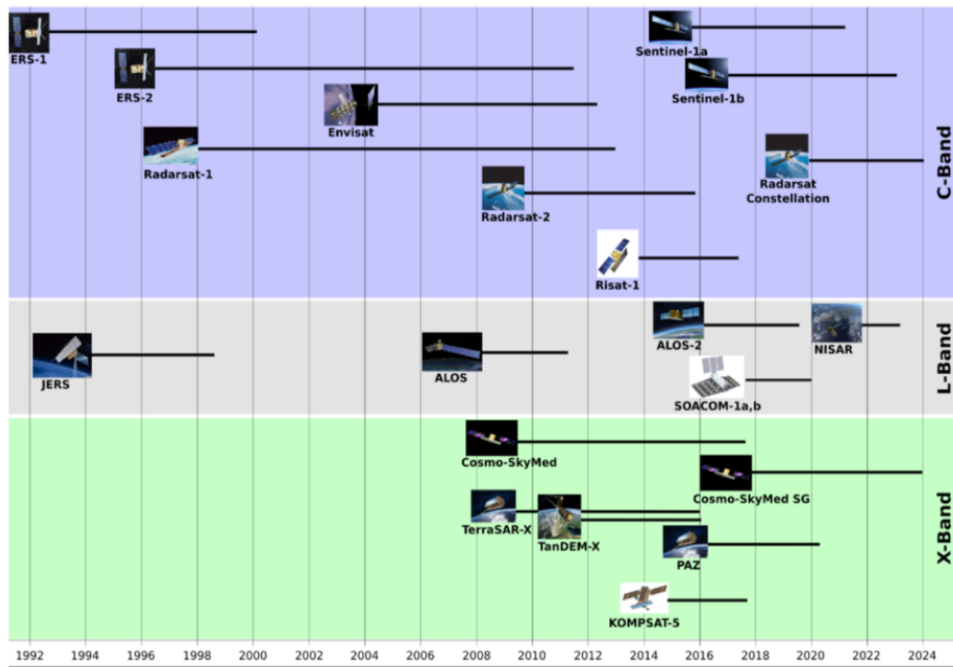 ERS-1
ERS-2
Envisat
Radarsat-1
Radarsat-2
Risat-1
Sentinel-1a
Sentinel-1b
Radarsat
Constellation
C-Band
JERS
ALOS
ALOS-2
NISAR
SOACOM-1a,b
L-Band
Cosmo-SkyMed
Cosmo-SkyMed SG
TerraSAR-X
TanDEM-X
PAZ
KOMPSAT-5
X-Band
1992 1994 1996 1998 2000 2002 2004 2006 2008 2010 2012 2014 2016 2018 2020 2022 2024